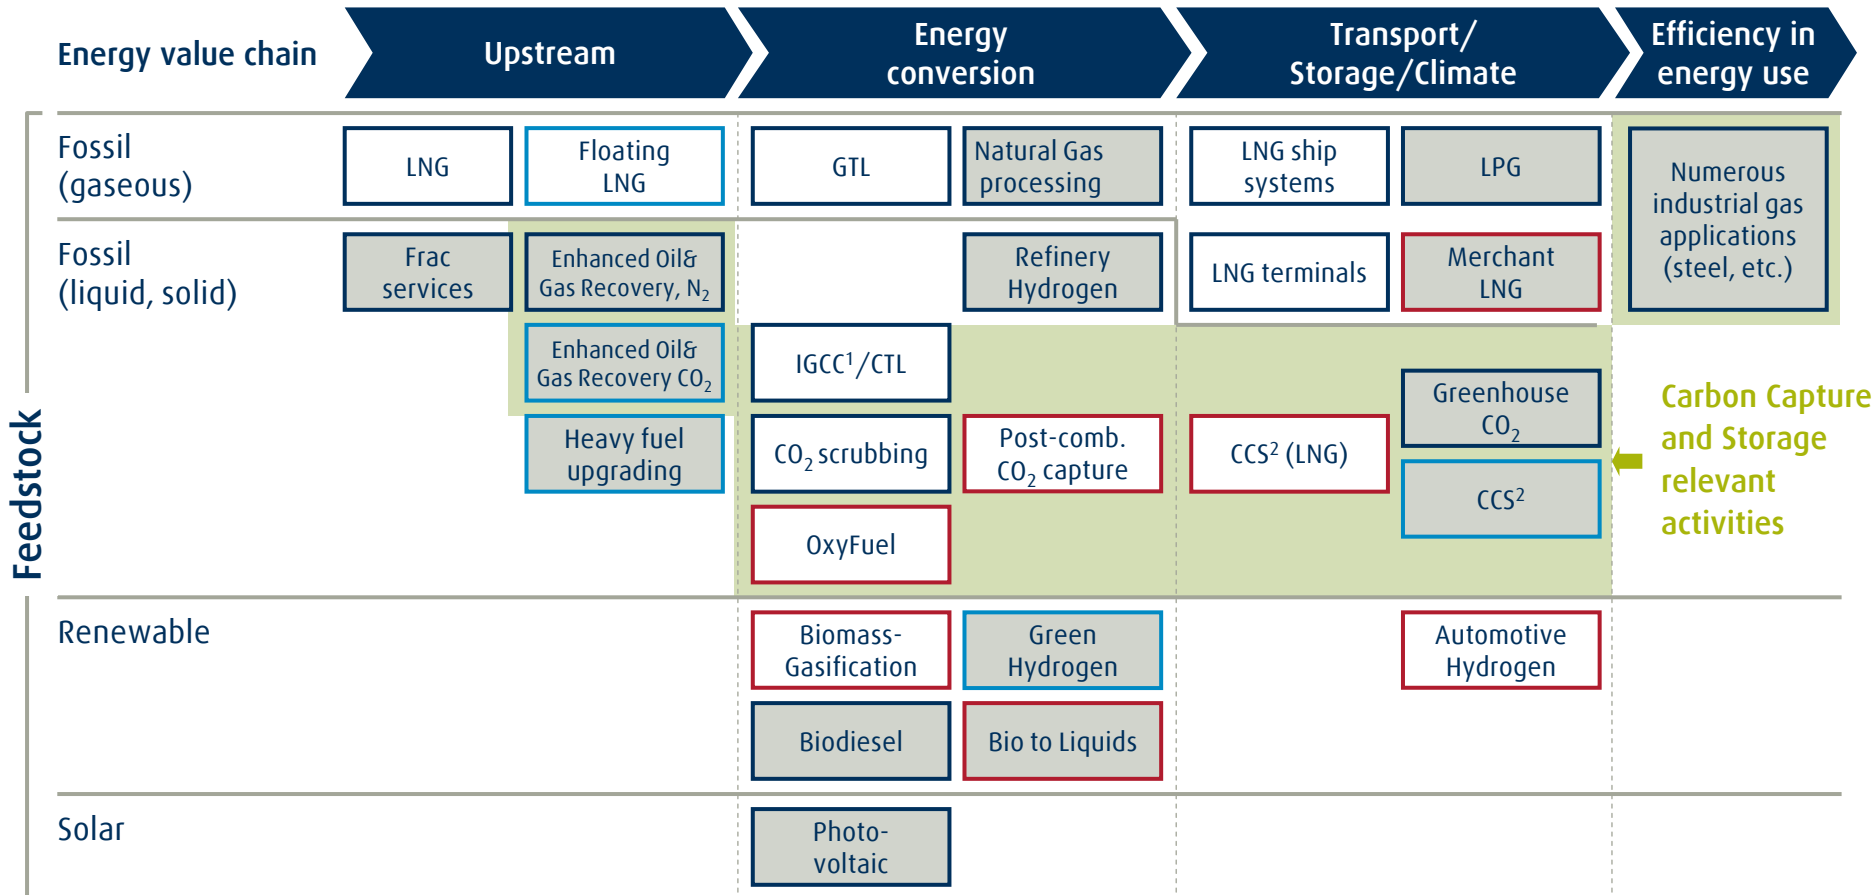 Energy value chain
Upstream
Energy
conversion
Transport/
Storage/Climate
Efficiency in
energy use
Feedstock
Fossil
(gaseous)
LNG
Floating
LNG
GTL
Natural Gas
processing
LNG ship
systems
LPG
Numerous
industrial gas
applications
(steel, etc.)
Fossil
(liquid, solid)
Frac
services
Enhanced Oil&
Gas Recovery, N₂
Refinery
Hydrogen
LNG terminals
Merchant
LNG
Enhanced Oil&
Gas Recovery CO₂
IGCC¹/CTL
Greenhouse
CO₂
Heavy fuel
upgrading
CO₂ scrubbing
Post-comb.
CO₂ capture
CCS² (LNG)
CCS²
OxyFuel
Carbon Capture
and Storage
relevant
activities
Renewable
Biomass-
Gasification
Green
Hydrogen
Automotive
Hydrogen
Biodiesel
Bio to Liquids
Solar
Photo-
voltaic